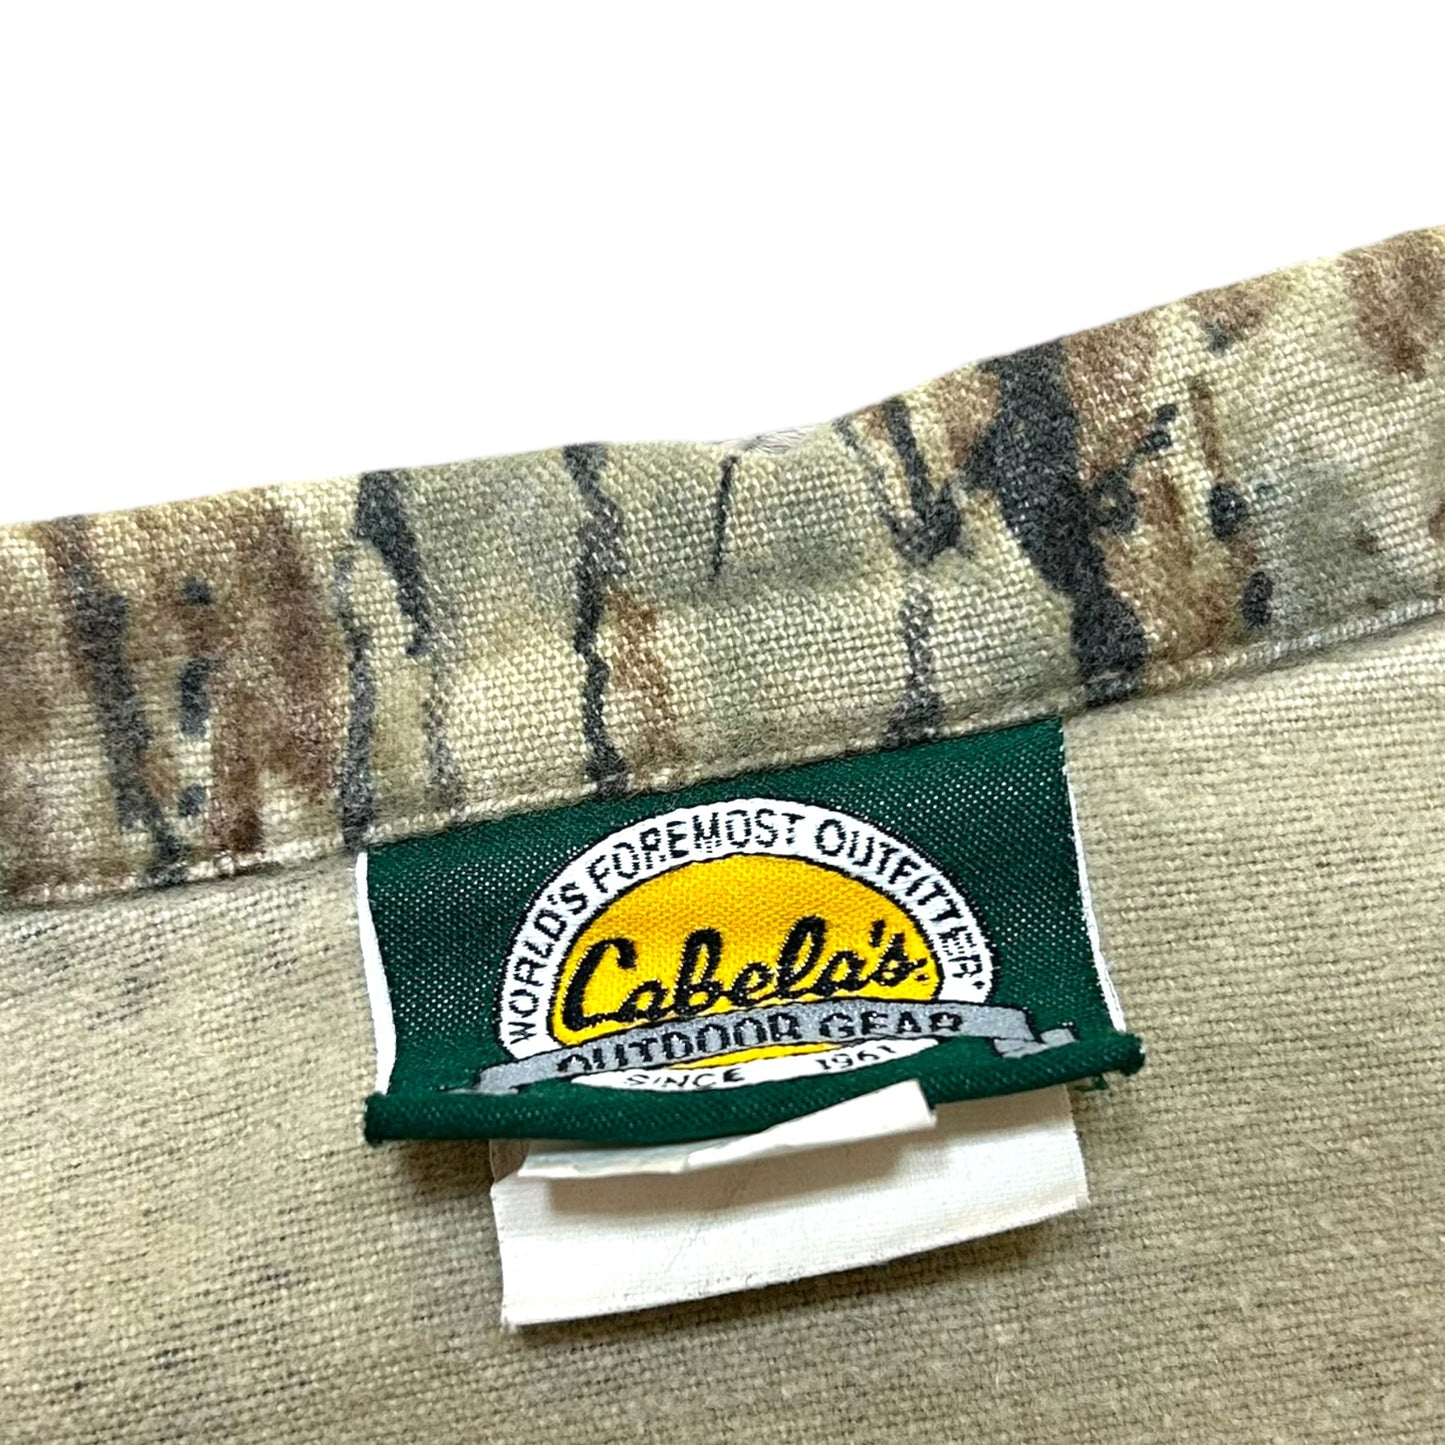 WORLD'S FOREMOST OUTFITTER
Cabela's
OUTDOOR GEAR
SINCE 1961